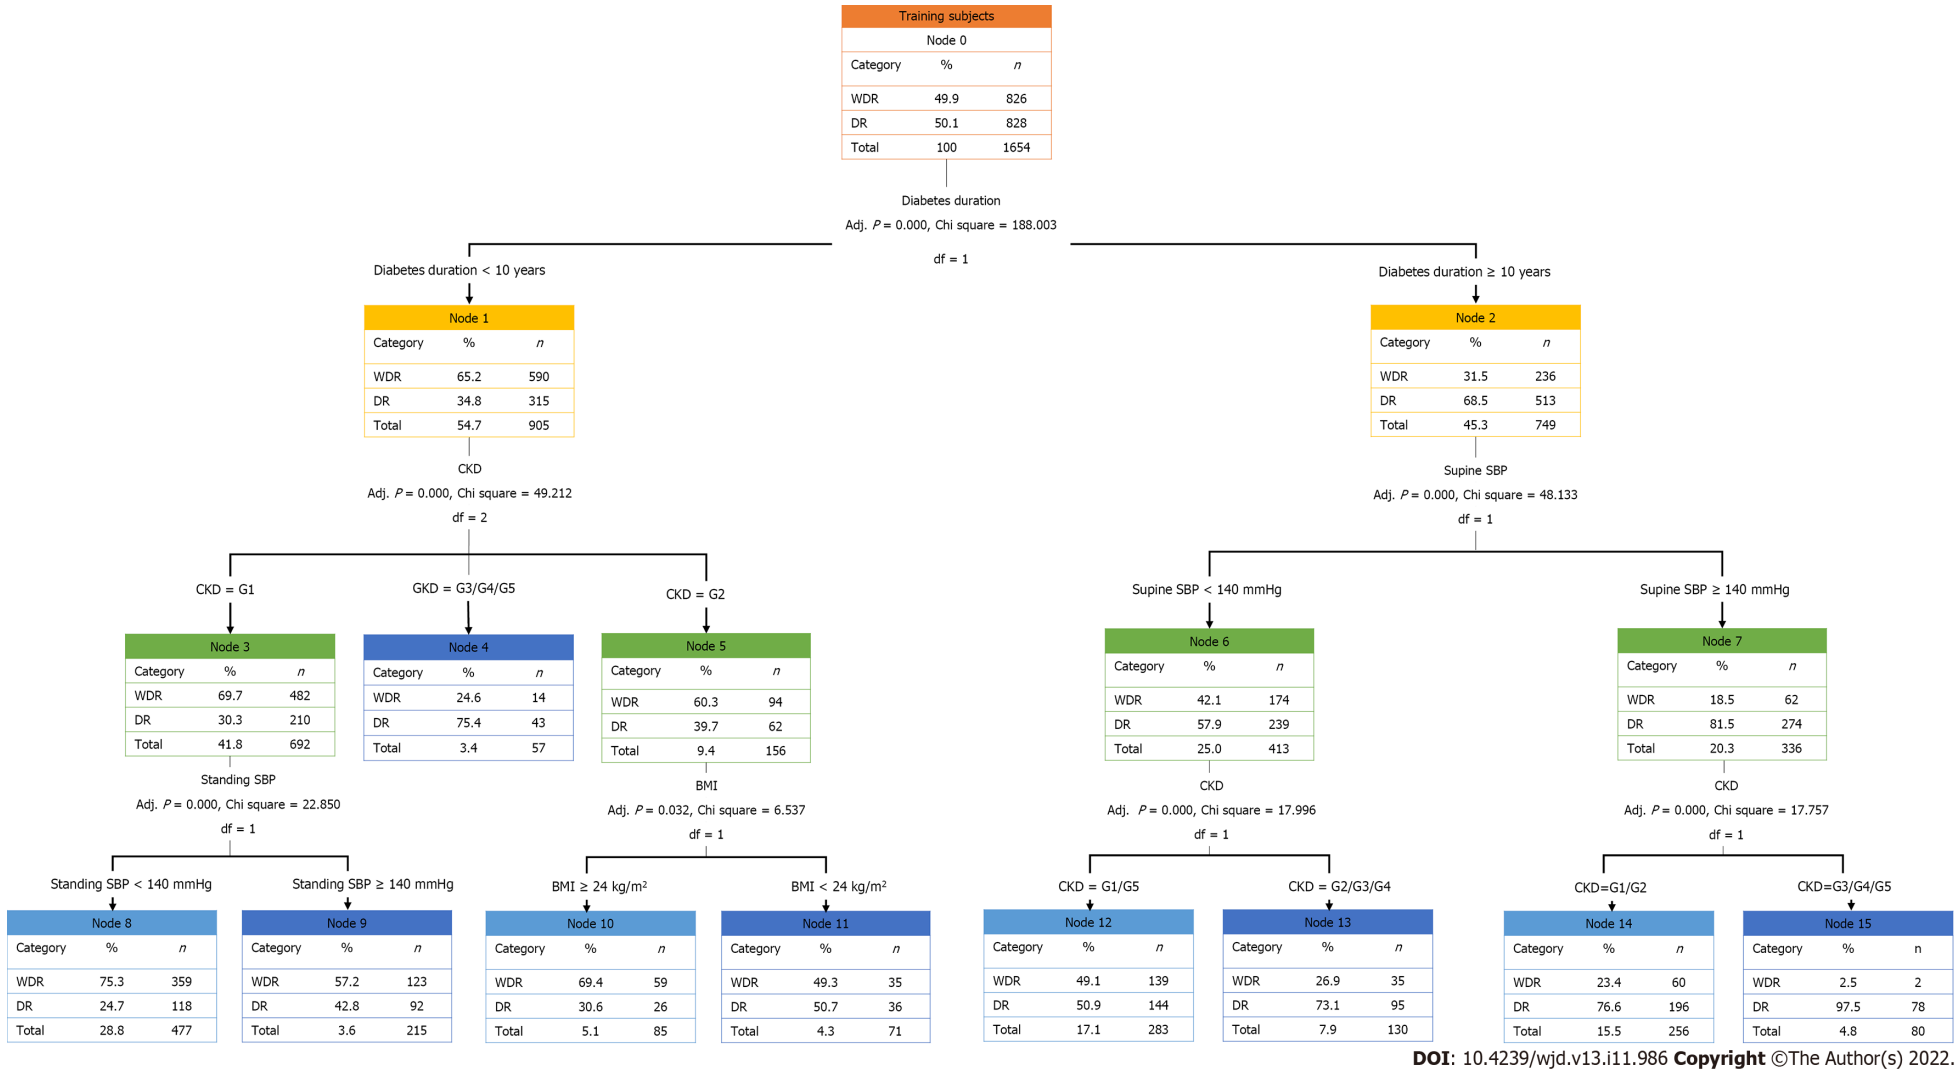 Training subjects
Node 0
Category % n
WDR 49.9 826
DR 50.1 828
Total 100 1654
Diabetes duration
Adj. P = 0.000, Chi square = 188.003
df = 1
Diabetes duration < 10 years
Diabetes duration ≥ 10 years
Node 1
Category % n
WDR 65.2 590
DR 34.8 315
Total 54.7 905
CKD
Adj. P = 0.000, Chi square = 49.212
df = 2
Node 2
Category % n
WDR 31.5 236
DR 68.5 513
Total 45.3 749
Supine SBP
Adj. P = 0.000, Chi square = 48.133
df = 1
CKD = G1
GKD = G3/G4/G5
CKD = G2
Supine SBP < 140 mmHg
Supine SBP ≥ 140 mmHg
Node 3
Category % n
WDR 69.7 482
DR 30.3 210
Total 41.8 692
Standing SBP
Adj. P = 0.000, Chi square = 22.850
df = 1
Node 4
Category % n
WDR 24.6 14
DR 75.4 43
Total 3.4 57
Node 5
Category % n
WDR 60.3 94
DR 39.7 62
Total 9.4 156
BMI
Adj. P = 0.032, Chi square = 6.537
df = 1
Node 6
Category % n
WDR 42.1 174
DR 57.9 239
Total 25.0 413
CKD
Adj. P = 0.000, Chi square = 17.996
df = 1
Node 7
Category % n
WDR 18.5 62
DR 81.5 274
Total 20.3 336
CKD
Adj. P = 0.000, Chi square = 17.757
df = 1
Standing SBP < 140 mmHg
Standing SBP ≥ 140 mmHg
BMI ≥ 24 kg/m²
BMI < 24 kg/m²
CKD = G1/G5
CKD = G2/G3/G4
CKD=G1/G2
CKD=G3/G4/G5
Node 8
Category % n
WDR 75.3 359
DR 24.7 118
Total 28.8 477
Node 9
Category % n
WDR 57.2 123
DR 42.8 92
Total 3.6 215
Node 10
Category % n
WDR 69.4 59
DR 30.6 26
Total 5.1 85
Node 11
Category % n
WDR 49.3 35
DR 50.7 36
Total 4.3 71
Node 12
Category % n
WDR 49.1 139
DR 50.9 144
Total 17.1 283
Node 13
Category % n
WDR 26.9 35
DR 73.1 95
Total 7.9 130
Node 14
Category % n
WDR 23.4 60
DR 76.6 196
Total 15.5 256
Node 15
Category % n
WDR 2.5 2
DR 97.5 78
Total 4.8 80
DOI: 10.4239/wjd.v13.i11.986 Copyright ©The Author(s) 2022.